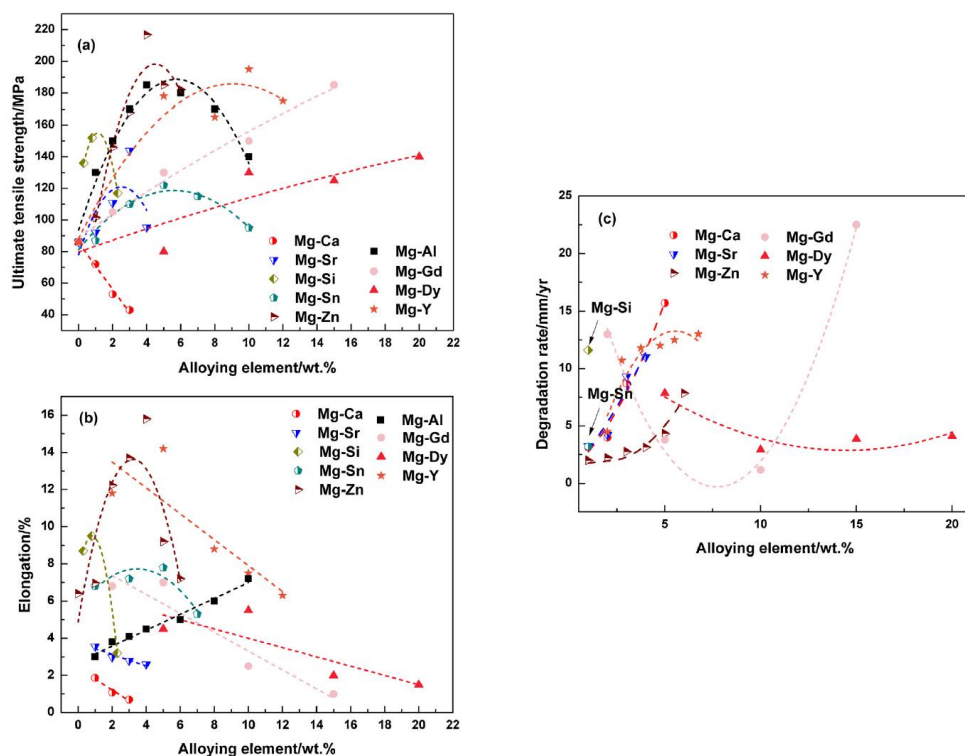 (a)
Ultimate tensile strength/MPa
220
200
180
160
140
120
100
80
60
40
Mg-Ca
Mg-Sr
Mg-Si
Mg-Sn
Mg-Zn
Mg-Al
Mg-Gd
Mg-Dy
Mg-Y
0 2 4 6 8 10 12 14 16 18 20 22
Alloying element/wt.%
(b)
Elongation/%
16
14
12
10
8
6
4
2
0
Mg-Ca
Mg-Sr
Mg-Si
Mg-Sn
Mg-Zn
Mg-Al
Mg-Gd
Mg-Dy
Mg-Y
0 2 4 6 8 10 12 14 16 18 20 22
Alloying element/wt.%
(c)
Degradation rate/mm/yr
25
20
15
10
5
0
Mg-Ca
Mg-Sr
Mg-Zn
Mg-Gd
Mg-Dy
Mg-Y
Mg-Si
Mg-Sn
5 10 15 20
Alloying element/wt.%